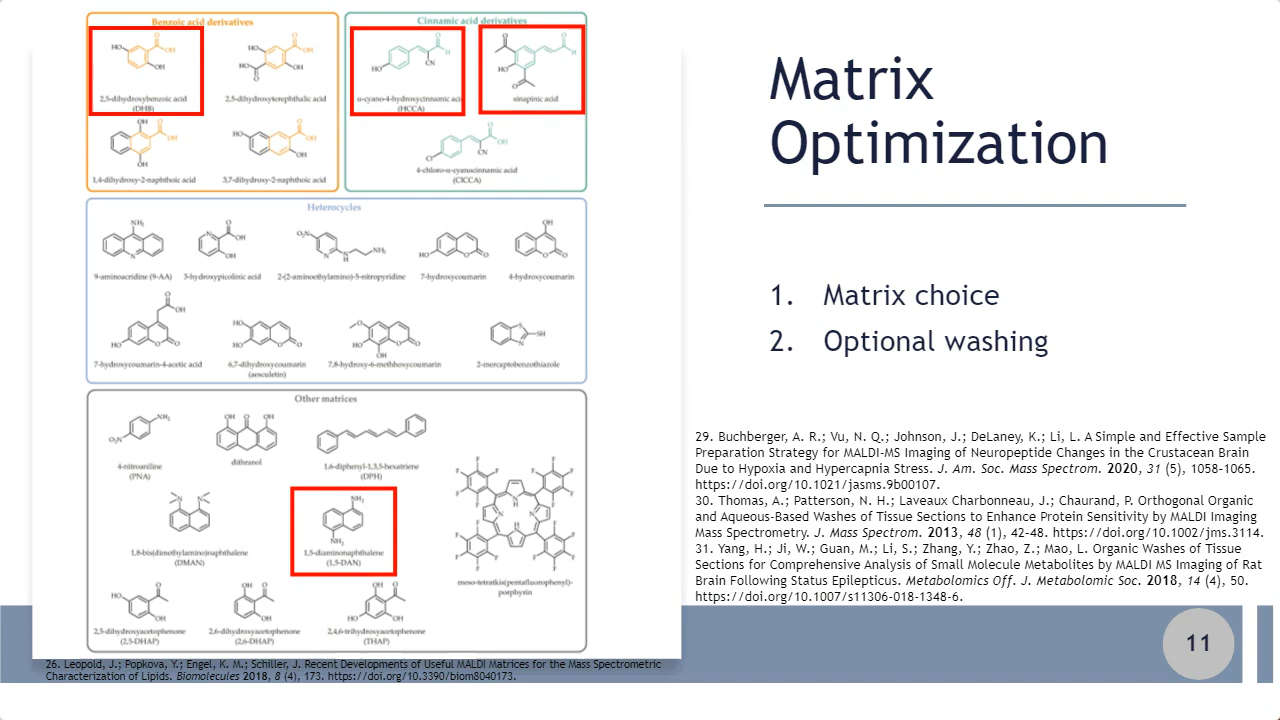 Benzoic acid derivatives
Cinnamic acid derivatives
2,5-dihydroxybenzoic acid
(DHB)
2,5-dihydroxyterephthalic acid
α-cyano-4-hydroxycinnamic acid
(HCCA)
sinapinic acid
1,4-dihydroxy-2-naphthoic acid
3,7-dihydroxy-2-naphthoic acid
4-chloro-α-cyanocinnamic acid
(ClCCA)
Heterocycles
9-aminoacridine (9-AA)
3-hydroxypicolinic acid
2-(2-aminoethylamino)-5-nitropyridine
7-hydroxycoumarin
4-hydroxycoumarin
7-hydroxycoumarin-4-acetic acid
6,7-dihydroxycoumarin
(aesculetin)
7,8-hydroxy-6-methhoxycoumarin
2-mercaptobenzothiazole
Other matrices
4-nitroaniline
(PNA)
dithranol
1,6-diphenyl-1,3,5-hexatriene
(DPH)
1,8-bis(dimethylamino)naphthalene
(DMAN)
1,5-diaminonaphthalene
(1,5-DAN)
meso-tetratkis(pentafluorophenyl)-
porphyrin
2,5-dihydroxyacetophenone
(2,5-DHAP)
2,6-dihydroxyacetophenone
(2,6-DHAP)
2,4,6-trihydroxyacetophenone
(THAP)
26. Leopold, J.; Popkova, Y.; Engel, K. M.; Schiller, J. Recent Developments of Useful MALDI Matrices for the Mass Spectrometric
Characterization of Lipids. Biomolecules 2018, 8 (4), 173. https://doi.org/10.3390/biom8040173.
Matrix
Optimization
1. Matrix choice
2. Optional washing
29. Buchberger, A. R.; Vu, N. Q.; Johnson, J.; DeLaney, K.; Li, L. A Simple and Effective Sample
Preparation Strategy for MALDI-MS Imaging of Neuropeptide Changes in the Crustacean Brain
Due to Hypoxia and Hypercapnia Stress. J. Am. Soc. Mass Spectrom. 2020, 31 (5), 1058–1065.
https://doi.org/10.1021/jasms.9b00107.
30. Thomas, A.; Patterson, N. H.; Laveaux Charbonneau, J.; Chaurand, P. Orthogonal Organic
and Aqueous-Based Washes of Tissue Sections to Enhance Protein Sensitivity by MALDI Imaging
Mass Spectrometry. J. Mass Spectrom. 2013, 48 (1), 42–48. https://doi.org/10.1002/jms.3114.
31. Yang, H.; Ji, W.; Guan, M.; Li, S.; Zhang, Y.; Zhao, Z.; Mao, L. Organic Washes of Tissue
Sections for Comprehensive Analysis of Small Molecule Metabolites by MALDI MS Imaging of Rat
Brain Following Status Epilepticus. Metabolomics Off. J. Metabolomic Soc. 2018, 14 (4), 50.
https://doi.org/10.1007/s11306-018-1348-6.
11